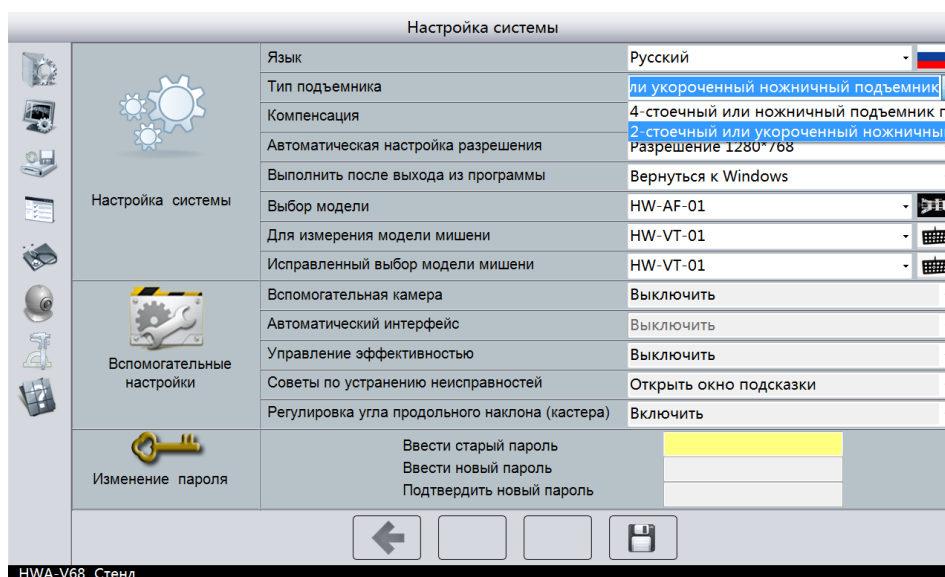 Настройка системы
Язык Русский
Тип подъемника ли укороченный ножничный подъемник
4-стоечный или ножничный подъемник
2-стоечный или укороченный ножничный
Компенсация
Автоматическая настройка разрешения Разрешение 1280*768
Выполнить после выхода из программы Вернуться к Windows
Настройка системы
Выбор модели HW-AF-01
Для измерения модели мишени HW-VT-01
Исправленный выбор модели мишени HW-VT-01
Вспомогательная камера Выключить
Автоматический интерфейс Выключить
Управление эффективностью Выключить
Вспомогательные
настройки
Советы по устранению неисправностей Открыть окно подсказки
Регулировка угла продольного наклона (кастера) Включить
Изменение пароля
Ввести старый пароль
Ввести новый пароль
Подтвердить новый пароль
HWA-V68 Стенд